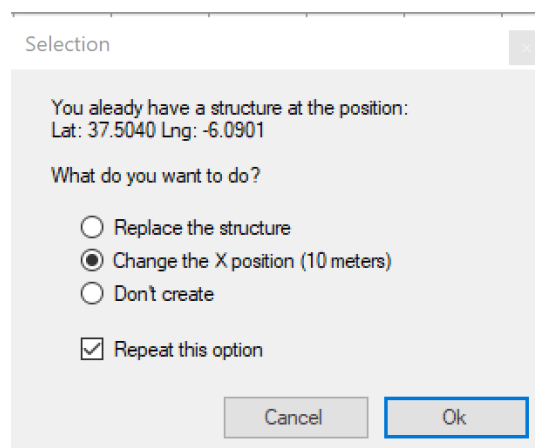 Selection
You aleady have a structure at the position:
Lat: 37.5040 Lng: -6.0901
What do you want to do?
Replace the structure
Change the X position (10 meters)
Don't create
Repeat this option
Cancel Ok